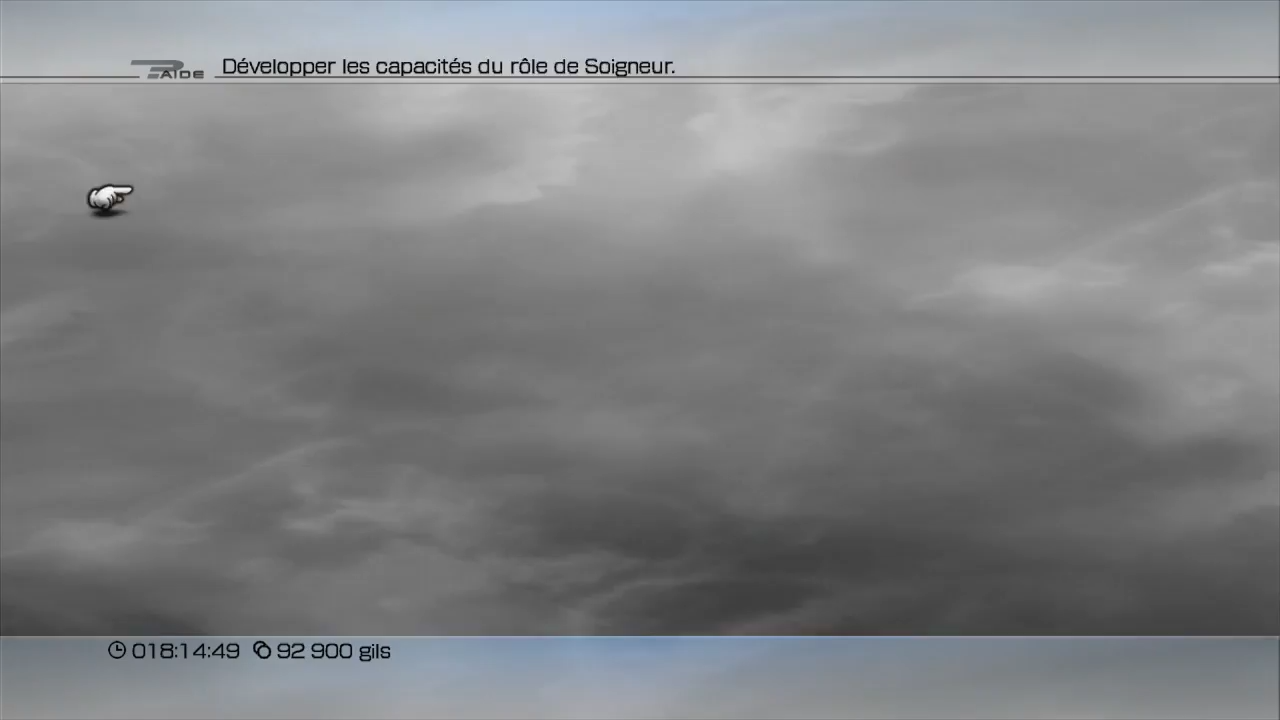 AIDE Développer les capacités du rôle de Soigneur.
018:14:49 92 900 gils